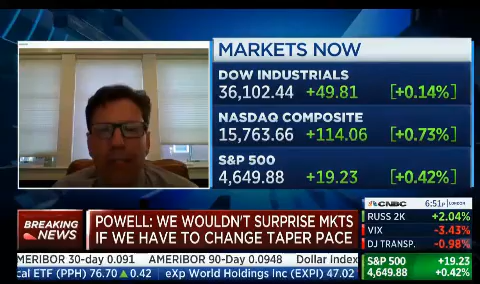 MARKETS NOW
DOW INDUSTRIALS
36,102.44 +49.81 [+0.14%]
NASDAQ COMPOSITE
15,763.66 +114.06 [+0.73%]
S&P 500
4,649.88 +19.23 [+0.42%]
BREAKING NEWS
POWELL: WE WOULDN'T SURPRISE MKTS
IF WE HAVE TO CHANGE TAPER PACE
CNBC 6:51P LONDON
RUSS 2K +2.04%
VIX -3.43%
DJ TRANSP. -0.98%
S&P 500 +19.23
4,649.88 +0.42%
AMERIBOR 30-day 0.091 AMERIBOR 90-Day 0.0948 Dollar Index
cal ETF (PPH) 76.70 ▲ 0.42 eXp World Holdings Inc (EXPI) 47.02